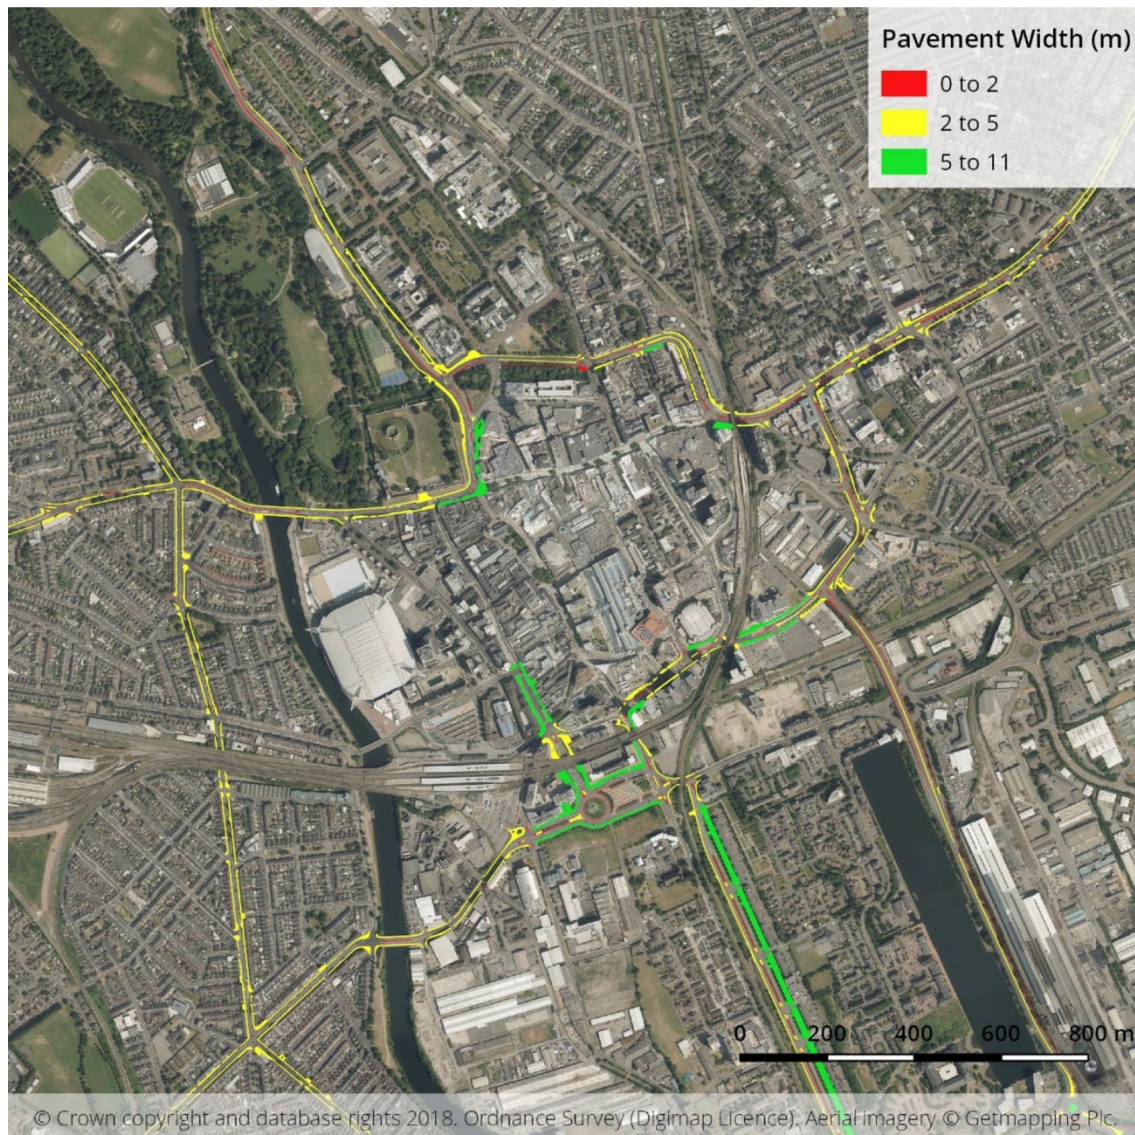 Pavement Width (m)
0 to 2
2 to 5
5 to 11
0 200 400 600 800 m
© Crown copyright and database rights 2018. Ordnance Survey (Digimap Licence). Aerial imagery © Getmapping Plc.